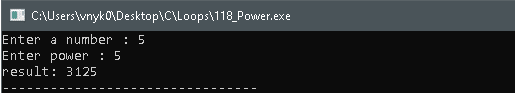 C:\Users\vnyk0\Desktop\C\Loops\118_Power.exe
Enter a number : 5
Enter power : 5
result: 3125
--------------------------------